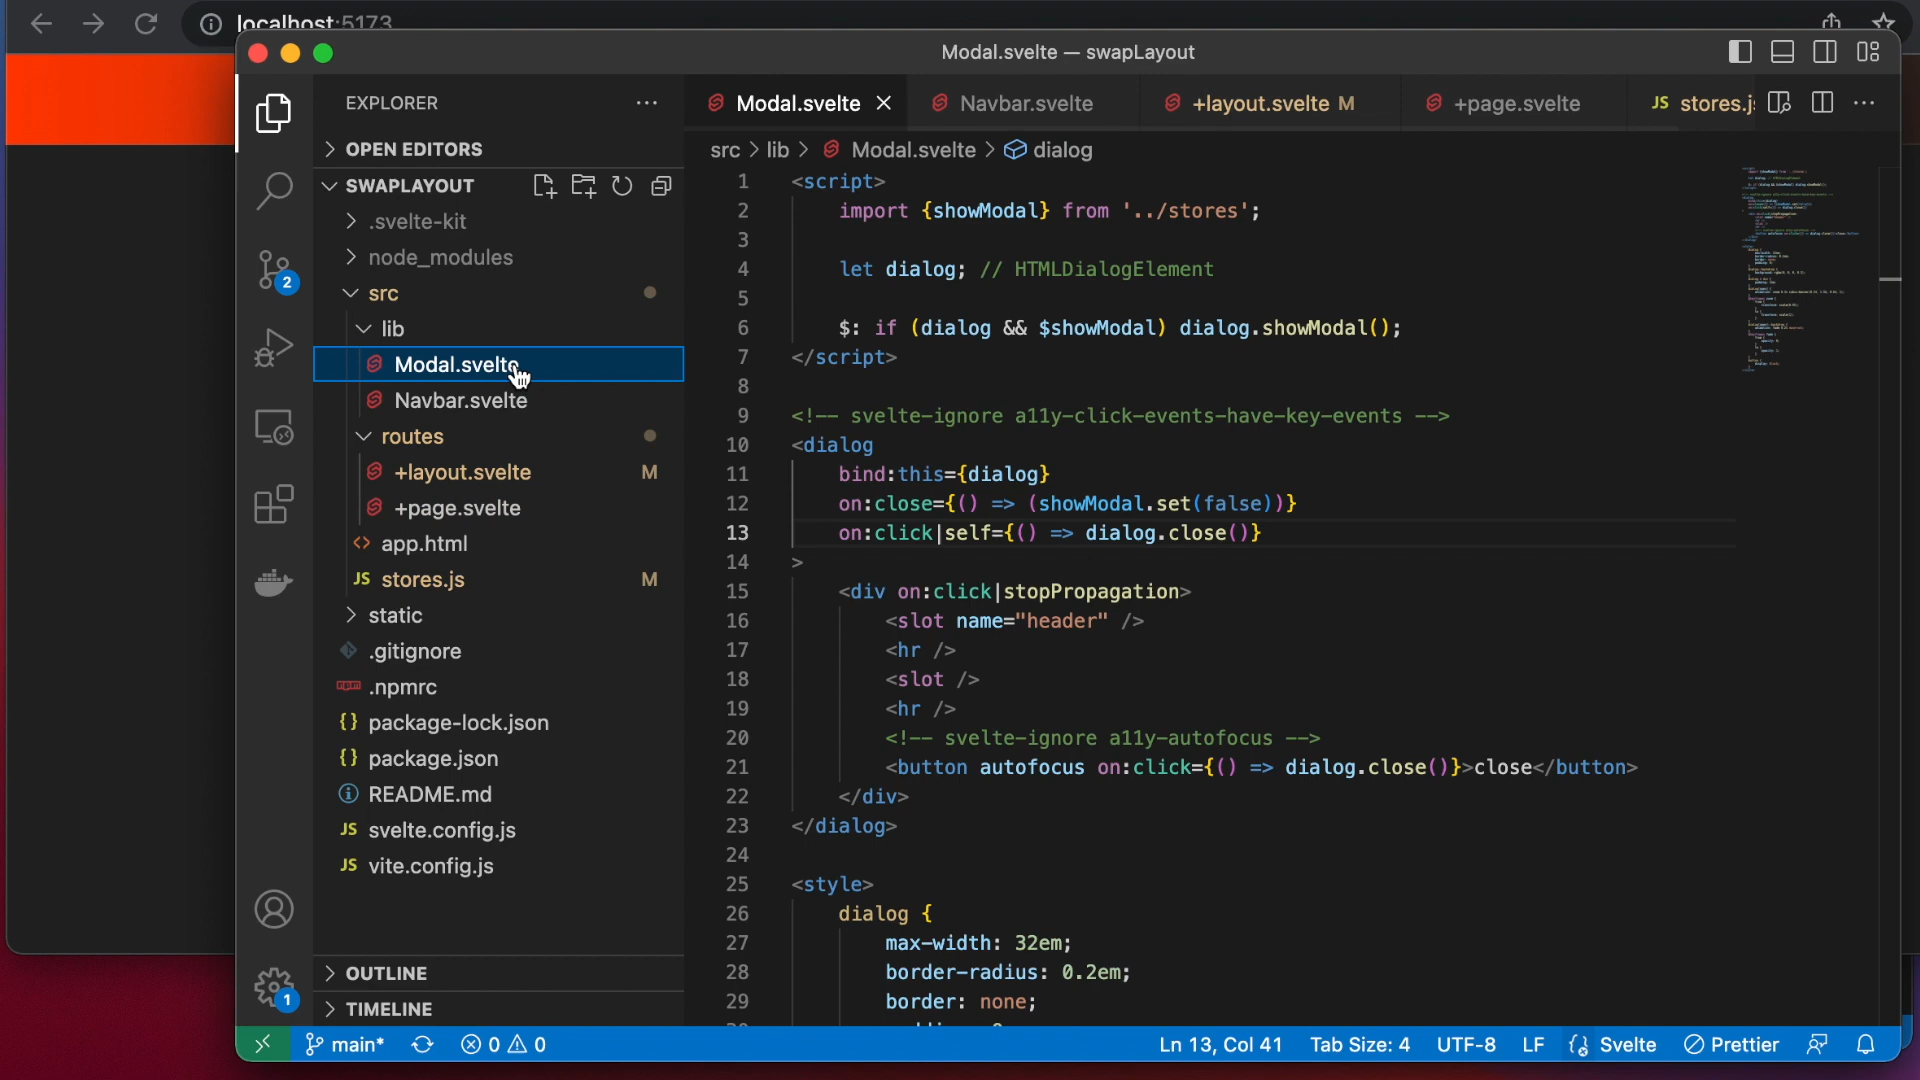 localhost:5173
Modal.svelte — swapLayout
EXPLORER
Modal.svelte
Navbar.svelte
+layout.svelte M
+page.svelte
JS stores.j
OPEN EDITORS
src > lib > Modal.svelte > dialog
SWAPLAYOUT
.svelte-kit
node_modules
src
lib
Modal.svelte
Navbar.svelte
routes
+layout.svelte M
+page.svelte
<> app.html
JS stores.js M
static
.gitignore
.npmrc
{} package-lock.json
{} package.json
README.md
JS svelte.config.js
JS vite.config.js
OUTLINE
TIMELINE
2
1
1 <script>
2 import {showModal} from '../stores';
3
4 let dialog; // HTMLDialogElement
5
6 $: if (dialog && $showModal) dialog.showModal();
7 </script>
8
9 <!-- svelte-ignore a11y-click-events-have-key-events -->
10 <dialog
11 bind:this={dialog}
12 on:close={() => (showModal.set(false))}
13 on:click|self={() => dialog.close()}
14 >
15 <div on:click|stopPropagation>
16 <slot name="header" />
17 <hr />
18 <slot />
19 <hr />
20 <!-- svelte-ignore a11y-autofocus -->
21 <button autofocus on:click={() => dialog.close()}>close</button>
22 </div>
23 </dialog>
24
25 <style>
26 dialog {
27 max-width: 32em;
28 border-radius: 0.2em;
29 border: none;
main* 0 0 Ln 13, Col 41 Tab Size: 4 UTF-8 LF Svelte Prettier